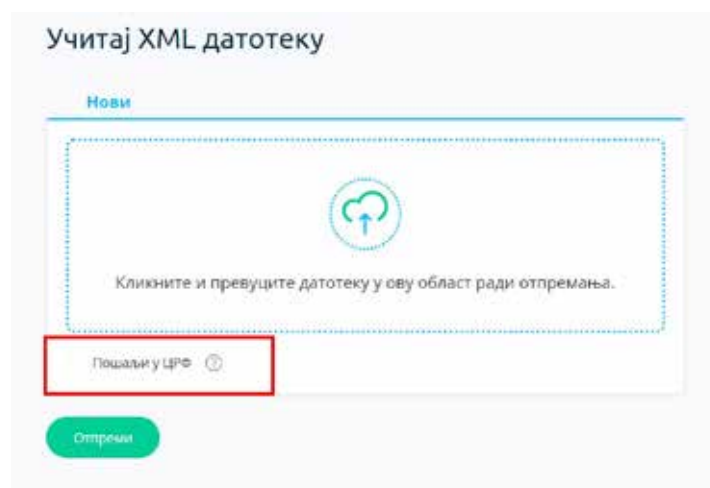 Учитај XML датотеку
Нови
Кликните и превуците датотеку у ову област ради отпремања.
Пошаљи у ЦРФ
Отпреми